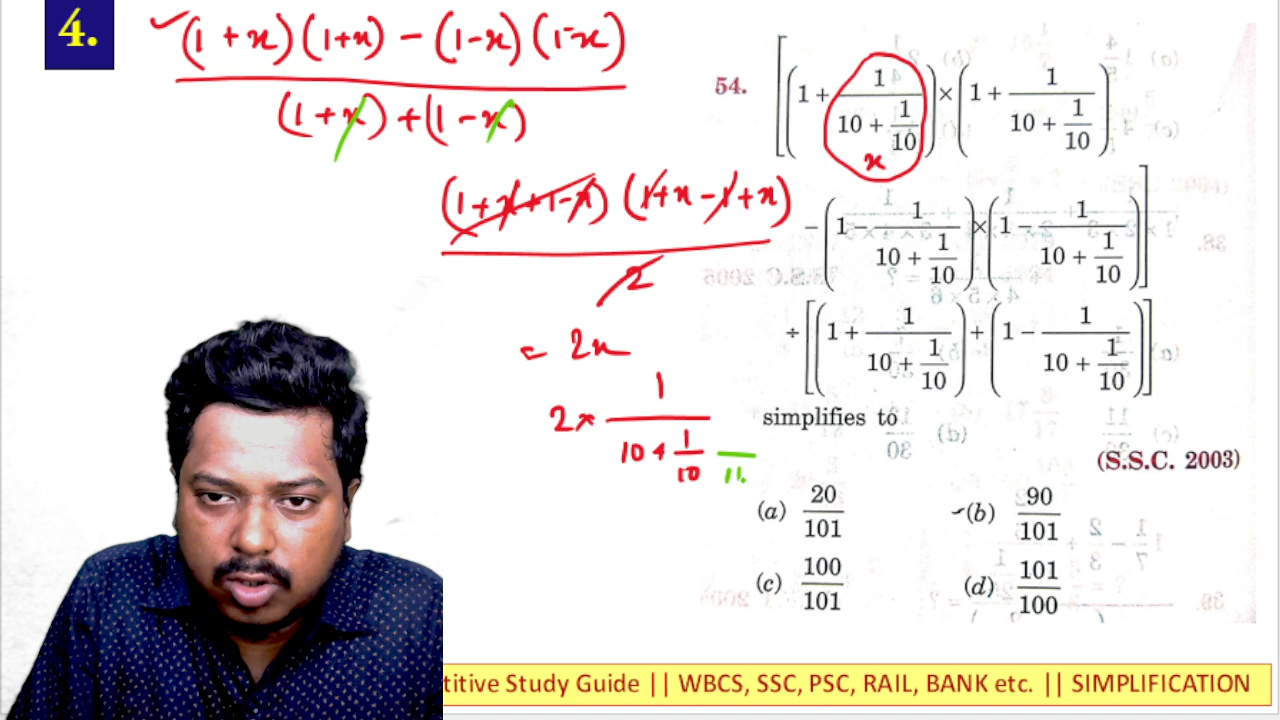 4.
(1 + x)(1+x) - (1-x)(1-x)
(1 + x) + (1 - x)
(1 + x + 1 - x) (1 + x - 1 + x)
2
= 2x
2 × 1
10 + 1/10
11.
54. [(1 + 1/(10 + 1/10)) × (1 + 1/(10 + 1/10))
x
- (1 - 1/(10 + 1/10)) × (1 - 1/(10 + 1/10))]
÷ [(1 + 1/(10 + 1/10)) + (1 - 1/(10 + 1/10))]
simplifies to
(S.S.C. 2003)
(a) 20/101 (b) 90/101
(c) 100/101 (d) 101/100
titive Study Guide || WBCS, SSC, PSC, RAIL, BANK etc. || SIMPLIFICATION